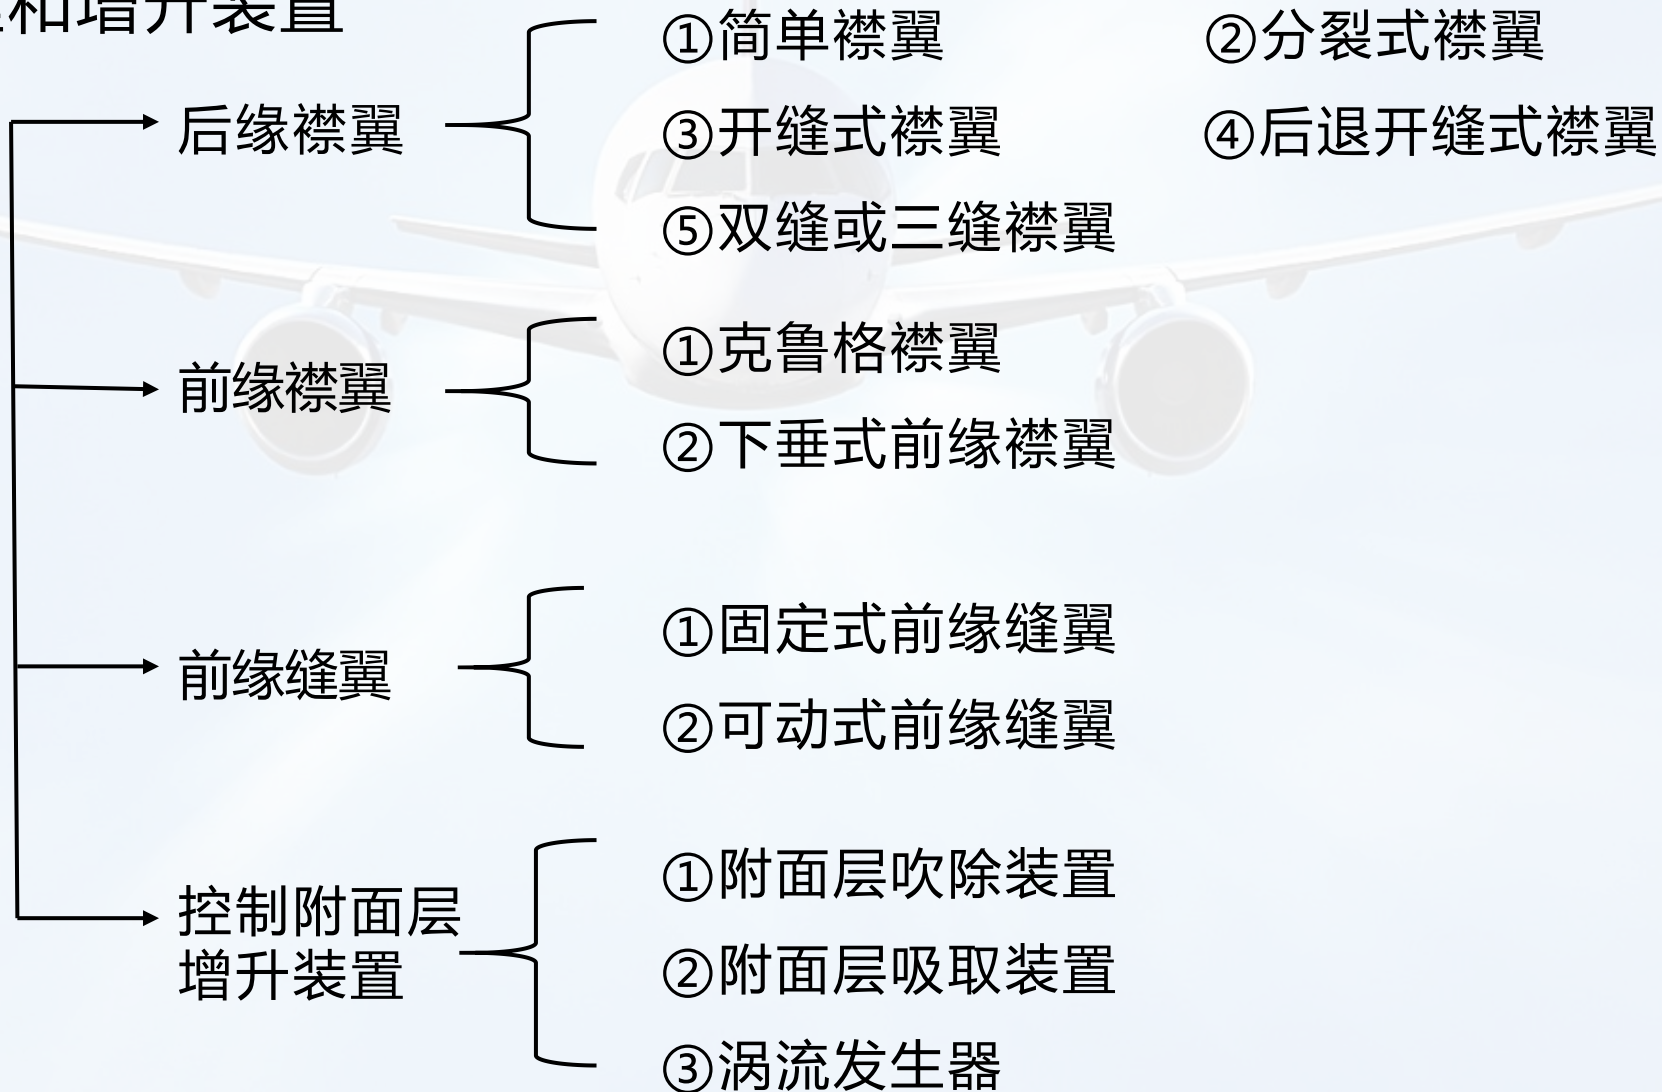 和增升装置
①简单襟翼 ②分裂式襟翼
后缘襟翼
③开缝式襟翼 ④后退开缝式襟翼
⑤双缝或三缝襟翼
①克鲁格襟翼
前缘襟翼
②下垂式前缘襟翼
①固定式前缘缝翼
前缘缝翼
②可动式前缘缝翼
①附面层吹除装置
控制附面层
增升装置
②附面层吸取装置
③涡流发生器